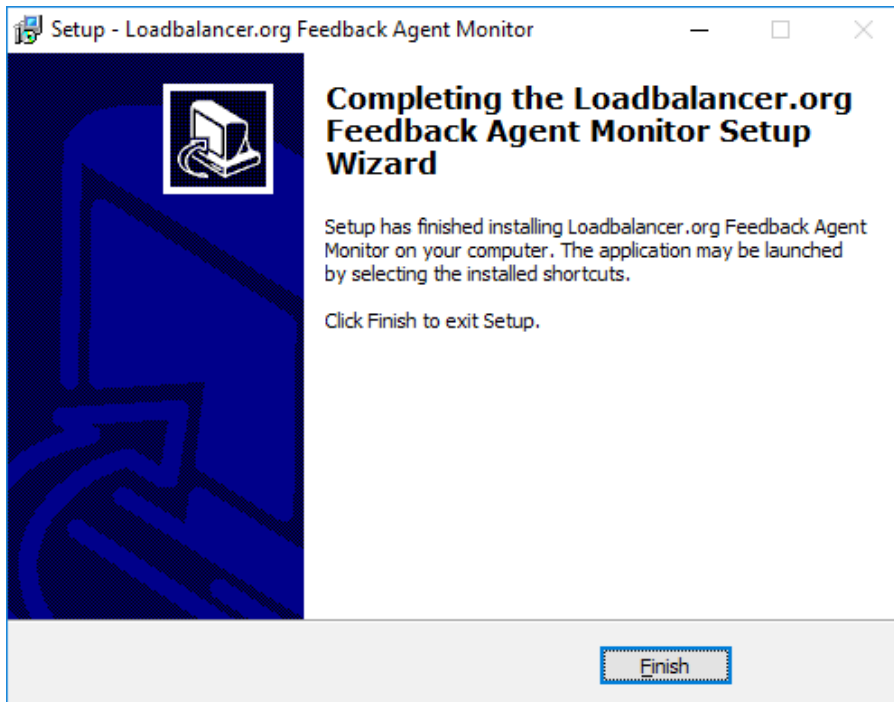 Setup - Loadbalancer.org Feedback Agent Monitor
Completing the Loadbalancer.org
Feedback Agent Monitor Setup
Wizard
Setup has finished installing Loadbalancer.org Feedback Agent
Monitor on your computer. The application may be launched
by selecting the installed shortcuts.
Click Finish to exit Setup.
Finish